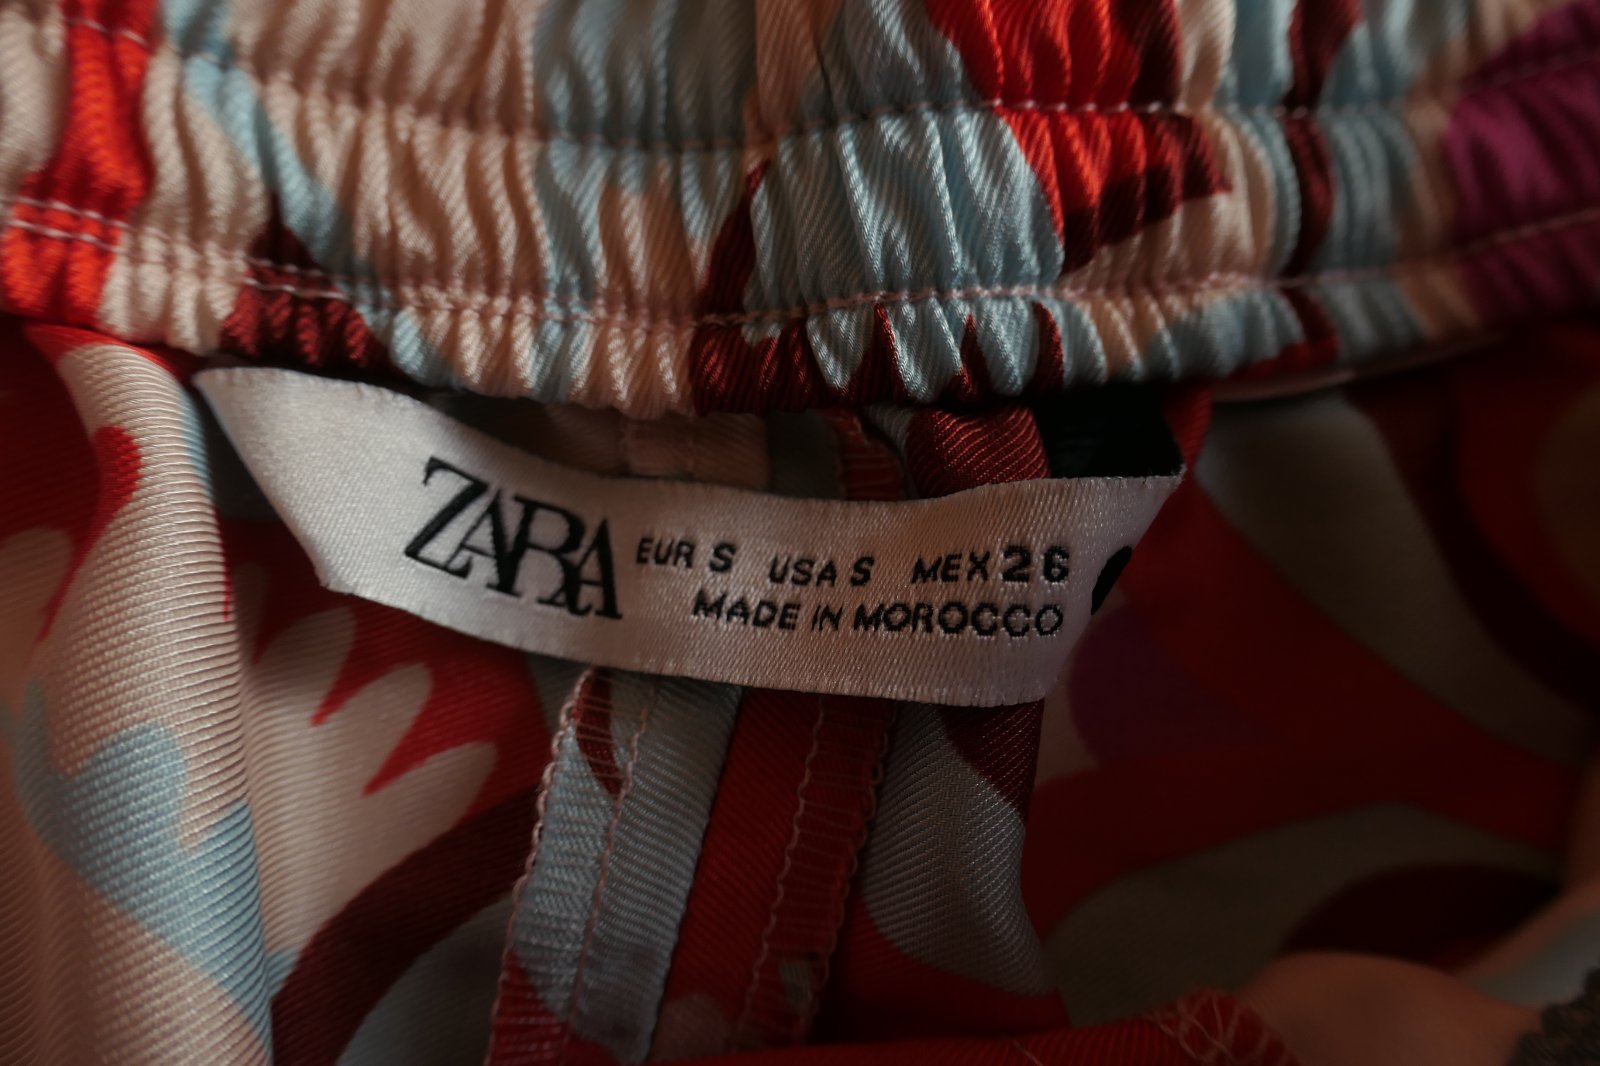 ZARA
EUR S USA S MEX 26
MADE IN MOROCCO